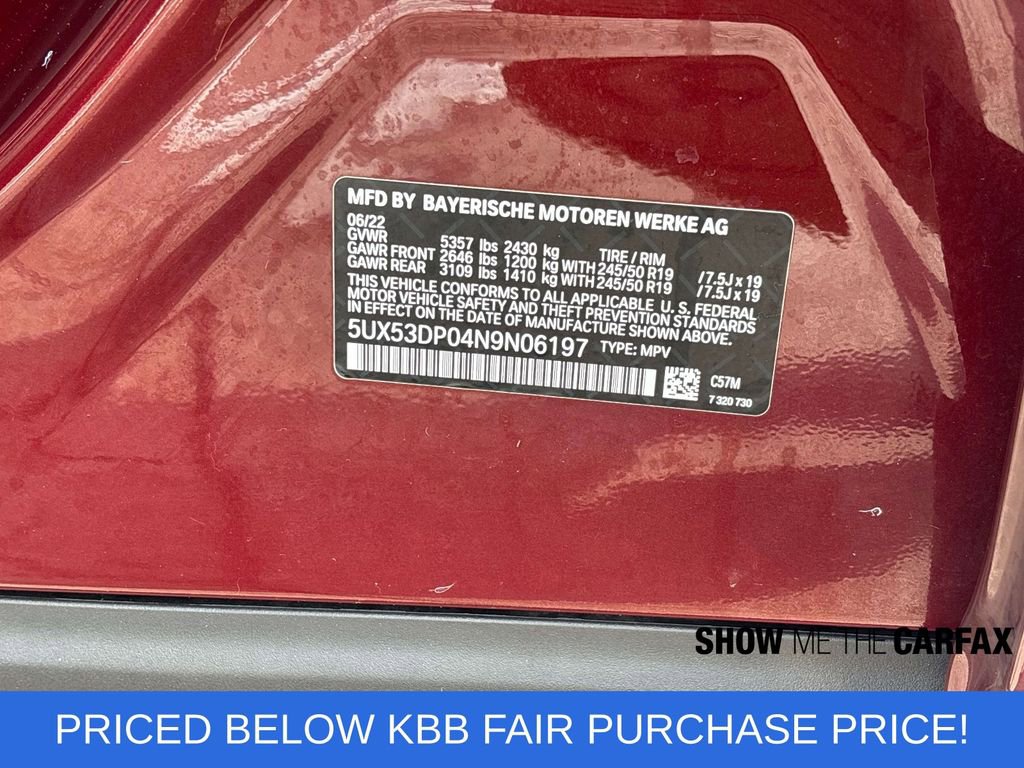 MFD BY BAYERISCHE MOTOREN WERKE AG
06/22
GVWR 5357 lbs 2430 kg TIRE / RIM
GAWR FRONT 2646 lbs 1200 kg WITH 245/50 R19 / 7.5J x 19
GAWR REAR 3109 lbs 1410 kg WITH 245/50 R19 / 7.5J x 19
THIS VEHICLE CONFORMS TO ALL APPLICABLE U. S. FEDERAL
MOTOR VEHICLE SAFETY AND THEFT PREVENTION STANDARDS
IN EFFECT ON THE DATE OF MANUFACTURE SHOWN ABOVE.
5UX53DP04N9N06197 TYPE: MPV
C57M
7 320 730
SHOW ME THE CARFAX
PRICED BELOW KBB FAIR PURCHASE PRICE!